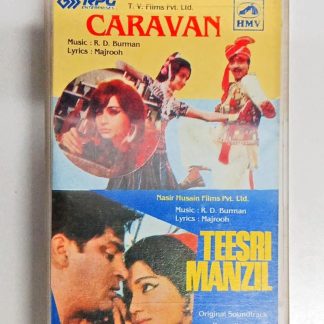 RPG
T. V. Films Pvt. Ltd.
CARAVAN
HMV
Music : R. D. Burman
Lyrics : Majrooh
Nasir Husain Films Pvt. Ltd.
Music : R. D. Burman
Lyrics : Majrooh
TEESRI
MANZIL
Original Soundtrack